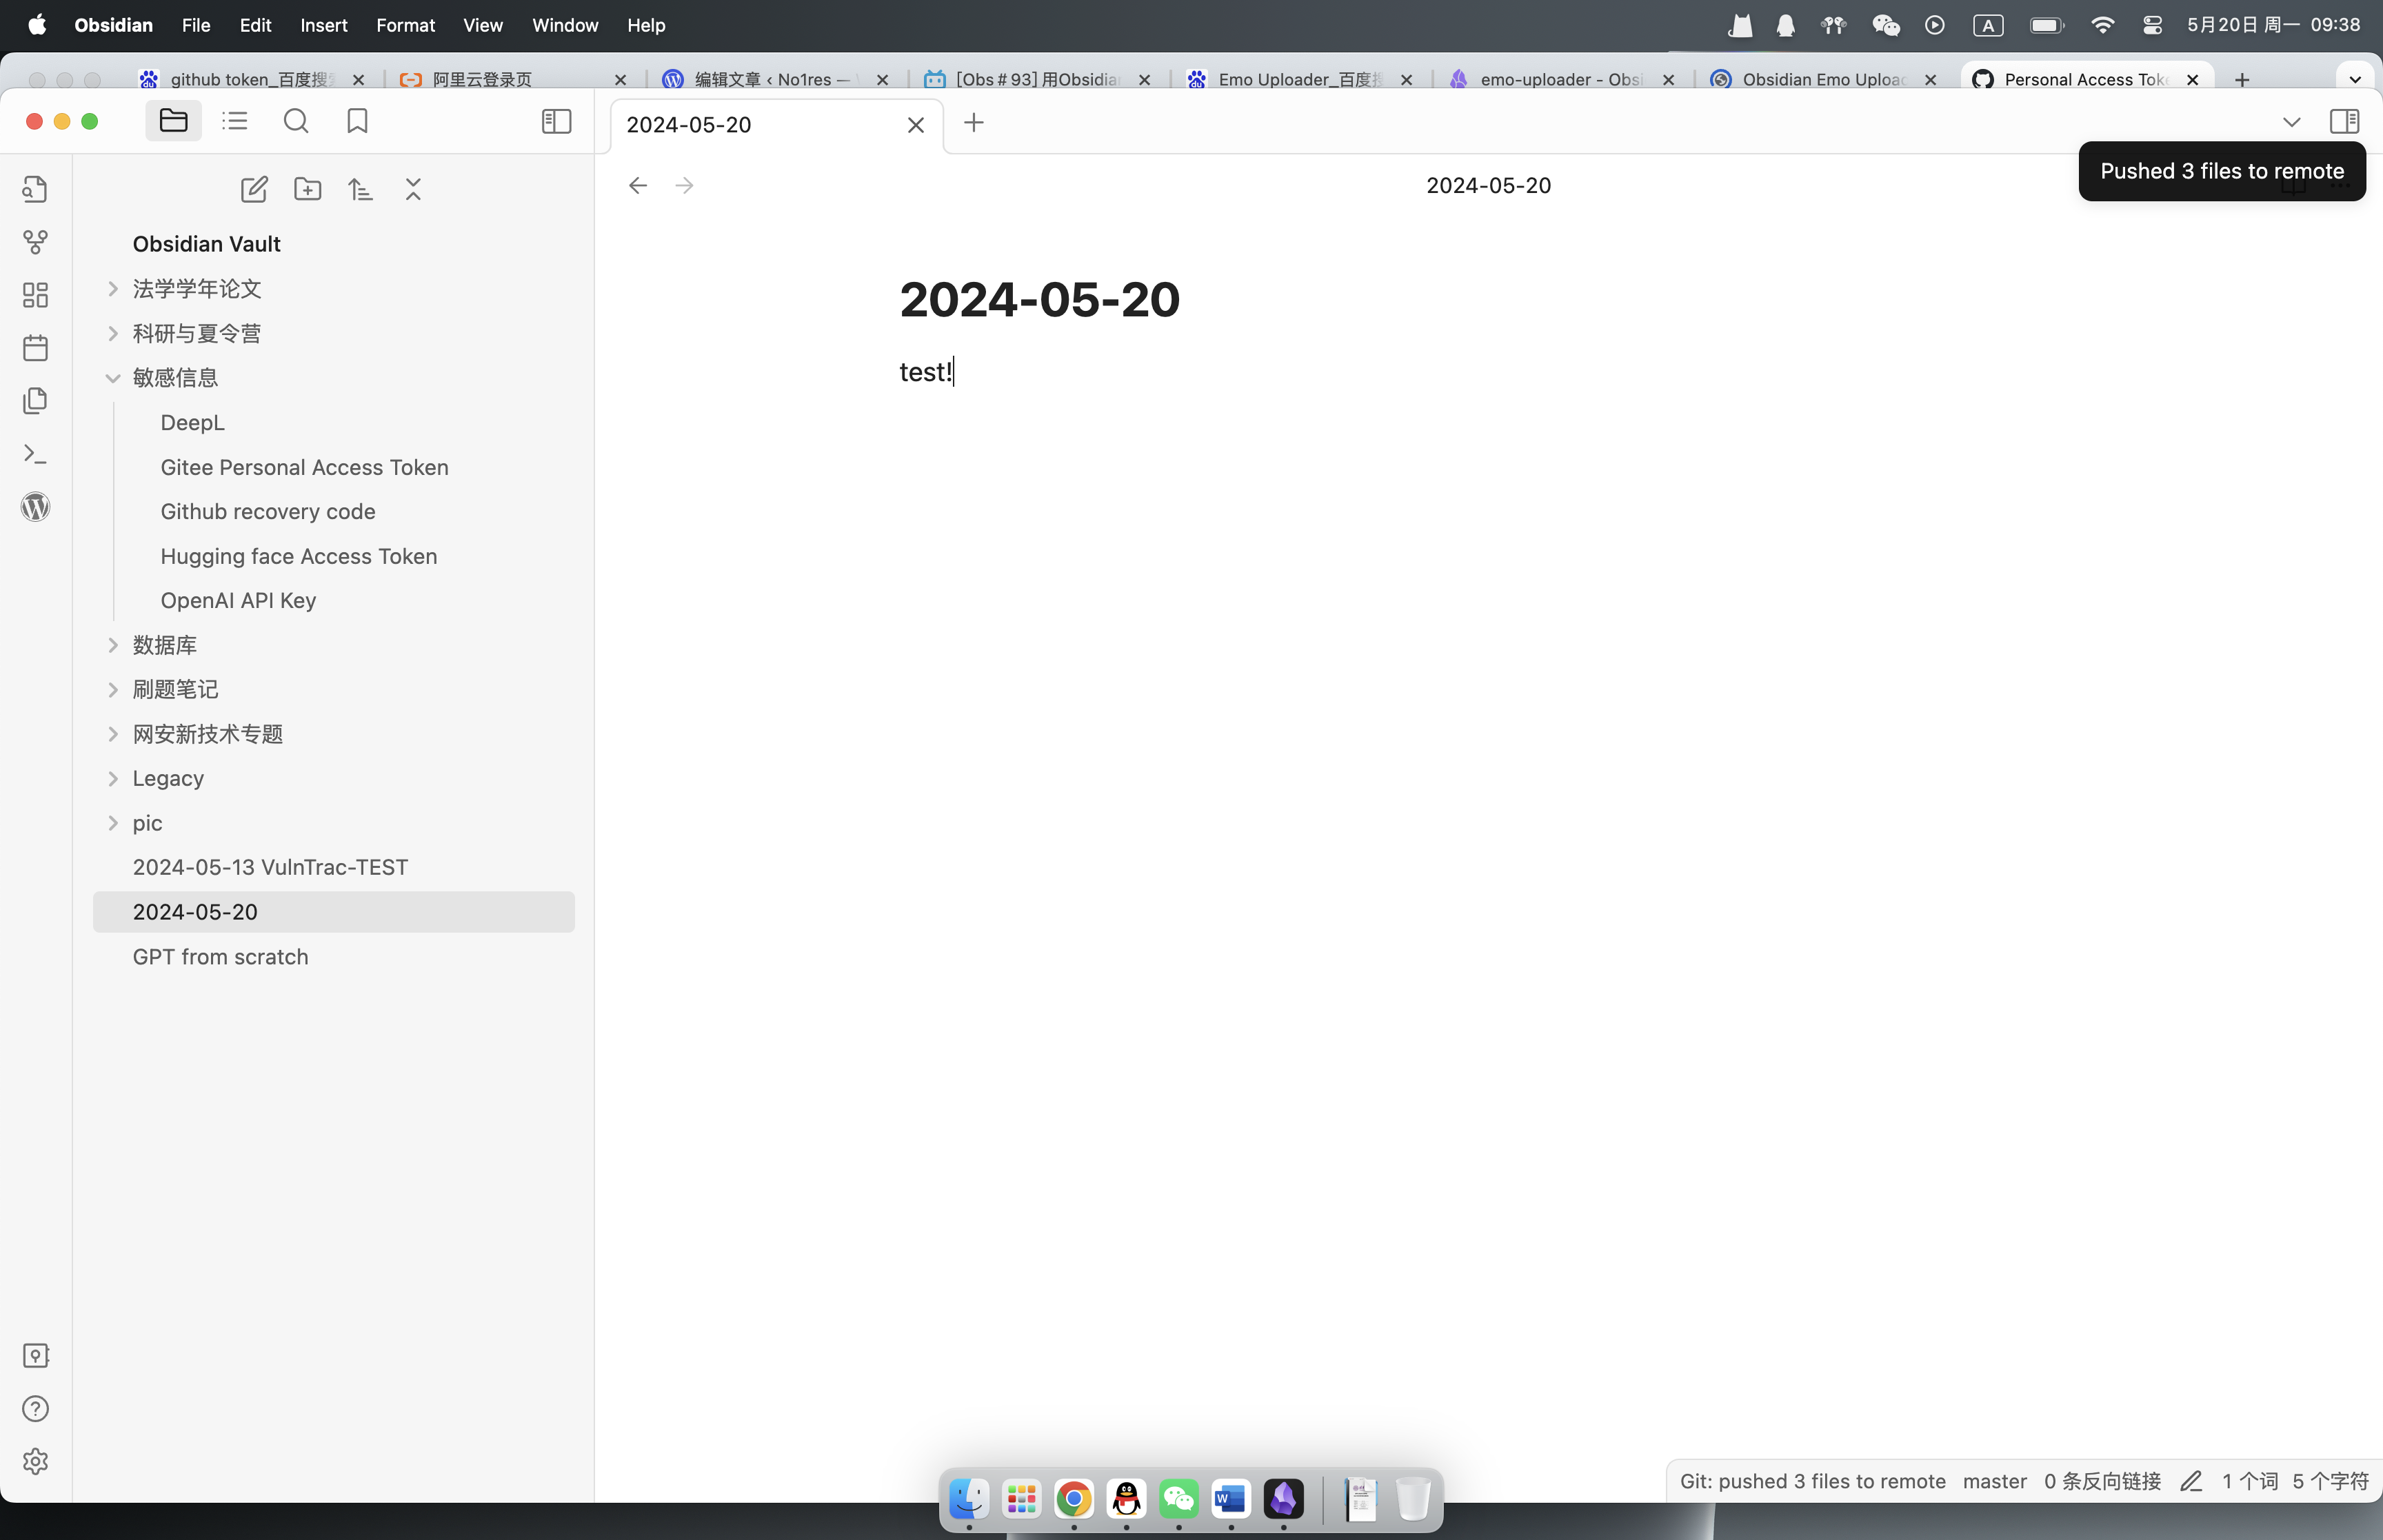 Obsidian File Edit Insert Format View Window Help A 5月20日 周一 09:38
github token_百度搜 阿里云登录页 编辑文章 ‹ No1res — [Obs # 93] 用Obsidia Emo Uploader_百度搜 emo-uploader - Obsi Obsidian Emo Uploac Personal Access Tok
2024-05-20
Pushed 3 files to remote
2024-05-20
Obsidian Vault
法学学年论文
科研与夏令营
敏感信息
DeepL
Gitee Personal Access Token
Github recovery code
Hugging face Access Token
OpenAI API Key
数据库
刷题笔记
网安新技术专题
Legacy
pic
2024-05-13 VulnTrac-TEST
2024-05-20
GPT from scratch
2024-05-20
test!
Git: pushed 3 files to remote master 0 条反向链接 1 个词 5 个字符